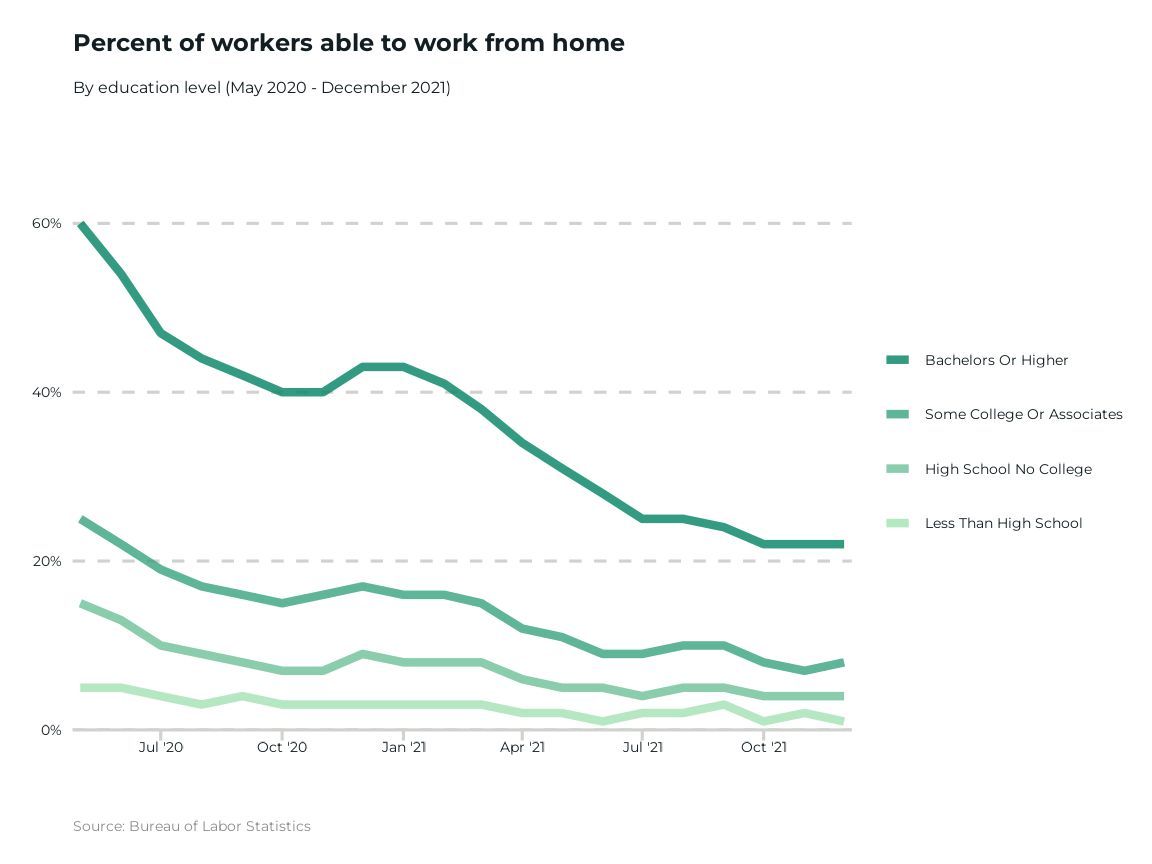 Percent of workers able to work from home
By education level (May 2020 - December 2021)
60%
40%
20%
0%
Jul '20
Oct '20
Jan '21
Apr '21
Jul '21
Oct '21
Bachelors Or Higher
Some College Or Associates
High School No College
Less Than High School
Source: Bureau of Labor Statistics